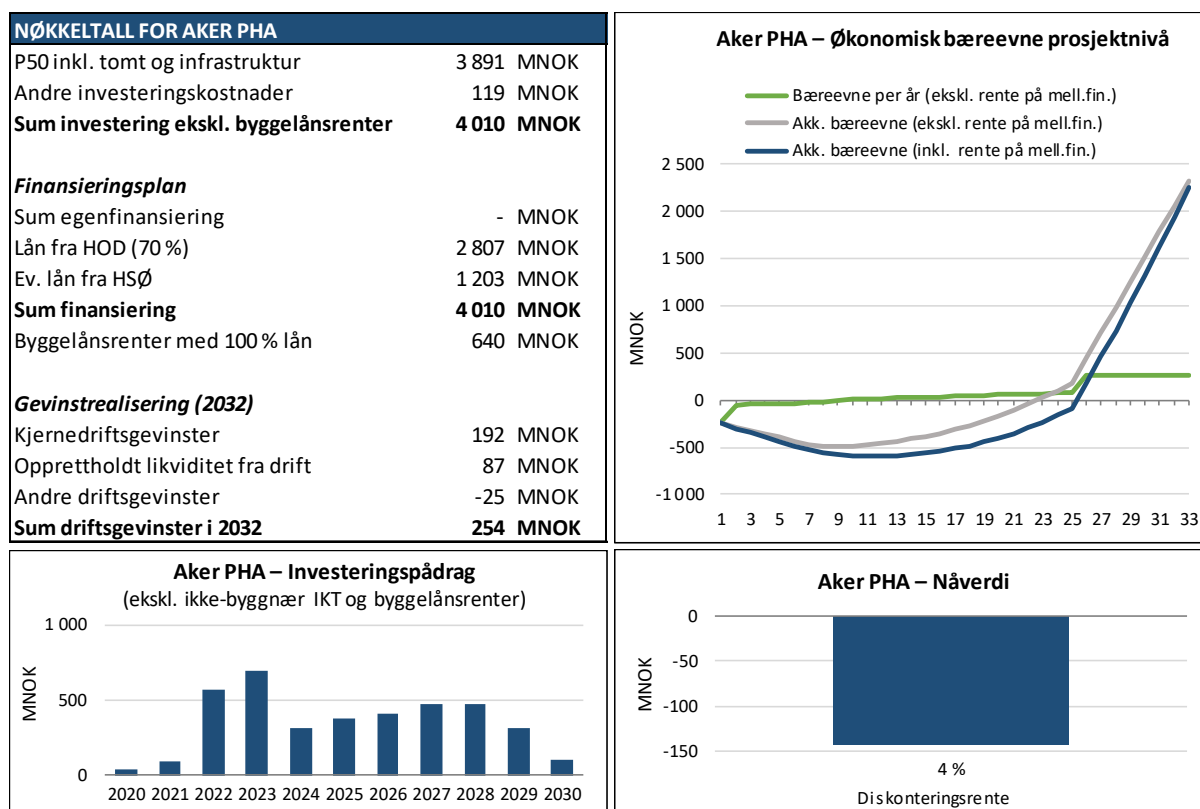 NØKKELTALL FOR AKER PHA
P50 inkl. tomt og infrastruktur 3 891 MNOK
Andre investeringskostnader 119 MNOK
Sum investering ekskl. byggelånsrenter 4 010 MNOK
Finansieringsplan
Sum egenfinansiering - MNOK
Lån fra HOD (70 %) 2 807 MNOK
Ev. lån fra HSØ 1 203 MNOK
Sum finansiering 4 010 MNOK
Byggelånsrenter med 100 % lån 640 MNOK
Gevinstrealisering (2032)
Kjernedriftsgevinster 192 MNOK
Opprettholdt likviditet fra drift 87 MNOK
Andre driftsgevinster -25 MNOK
Sum driftsgevinster i 2032 254 MNOK
Aker PHA – Økonomisk bæreevne prosjektnivå
Bæreevne per år (ekskl. rente på mell.fin.)
Akk. bæreevne (ekskl. rente på mell.fin.)
Akk. bæreevne (inkl. rente på mell.fin.)
MNOK
2 500
2 000
1 500
1 000
500
0
-500
-1 000
1 3 5 7 9 11 13 15 17 19 21 23 25 27 29 31 33
Aker PHA – Investeringspådrag
(ekskl. ikke-byggnær IKT og byggelånsrenter)
MNOK
1 000
500
0
2020 2021 2022 2023 2024 2025 2026 2027 2028 2029 2030
Aker PHA – Nåverdi
MNOK
0
-50
-100
-150
4 %
Diskonteringsrente